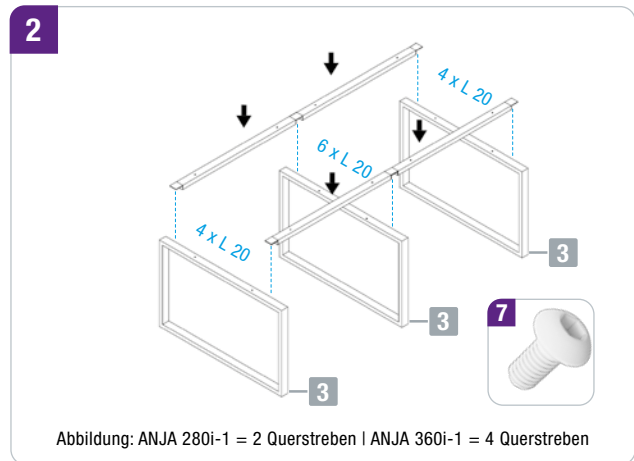 2
4 x L 20
6 x L 20
4 x L 20
3
3
3
7
Abbildung: ANJA 280i-1 = 2 Querstreben | ANJA 360i-1 = 4 Querstreben